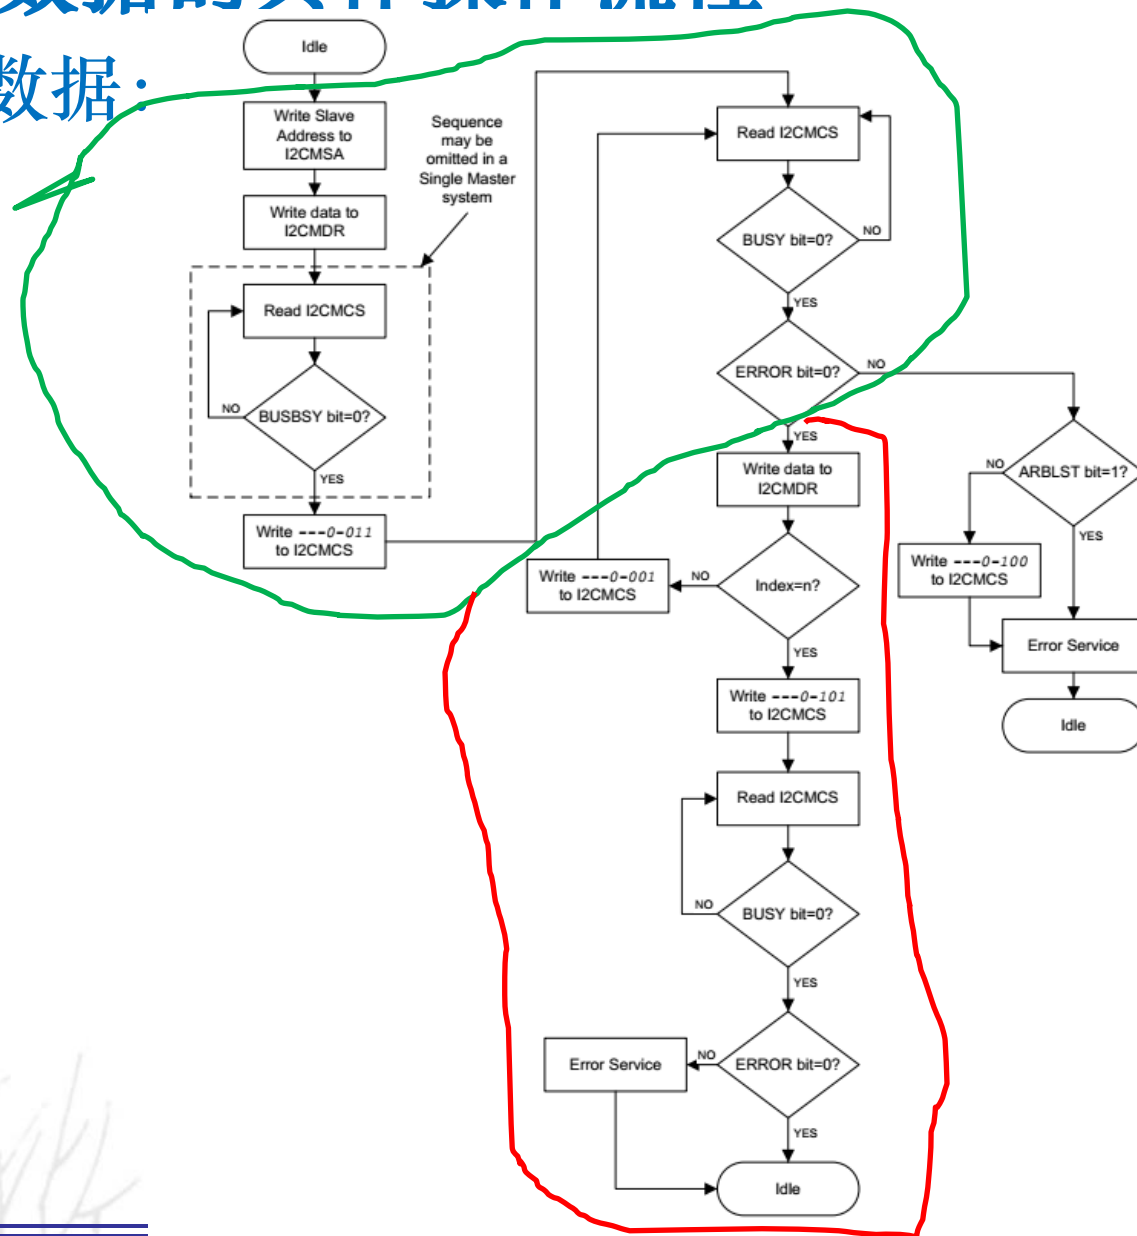 数据：
Idle
Write Slave
Address to
I2CMSA
Write data to
I2CMDR
Sequence
may be
omitted in a
Single Master
system
Read I2CMCS
BUSBSY bit=0?
NO
YES
Write ---0-011
to I2CMCS
Read I2CMCS
BUSY bit=0?
NO
YES
ERROR bit=0?
NO
YES
Write data to
I2CMDR
Index=n?
NO
Write ---0-001
to I2CMCS
YES
Write ---0-101
to I2CMCS
Read I2CMCS
BUSY bit=0?
NO
YES
ERROR bit=0?
NO
Error Service
YES
Idle
ARBLST bit=1?
NO
Write ---0-100
to I2CMCS
YES
Error Service
Idle